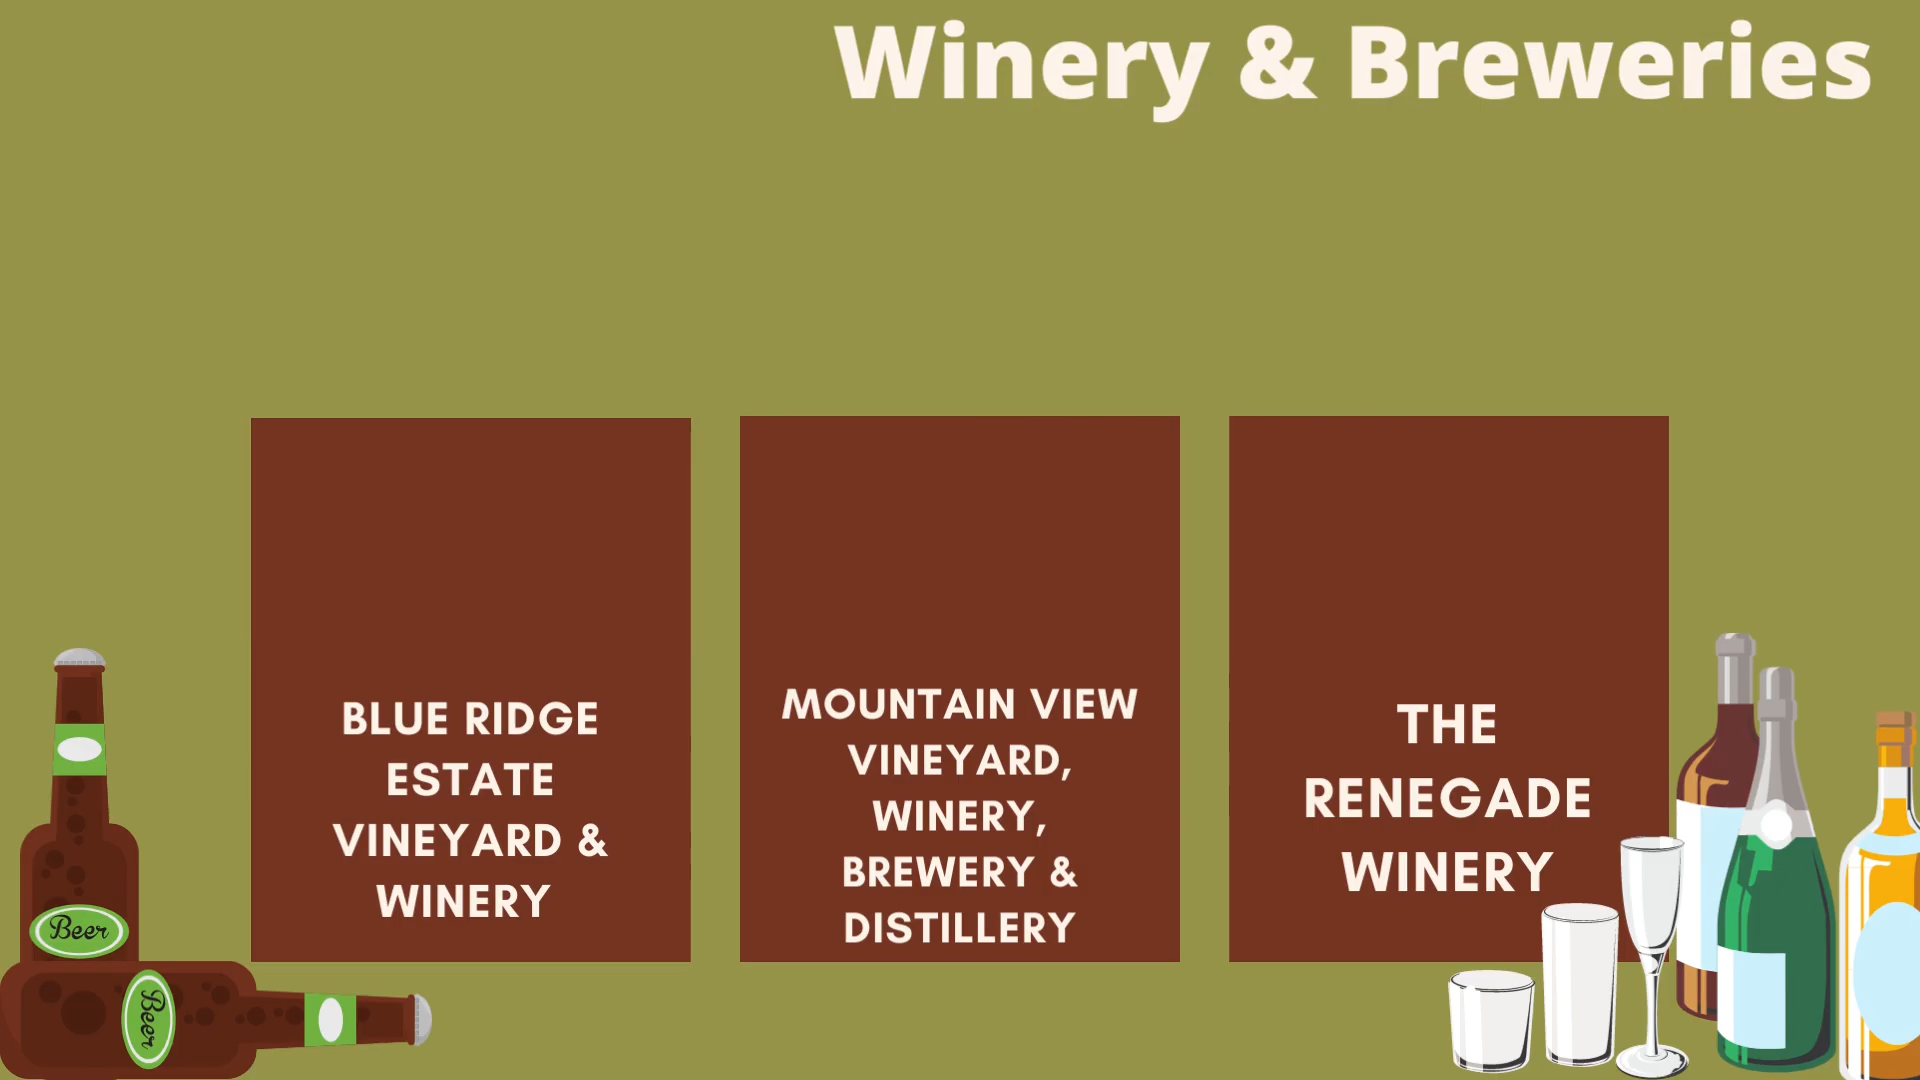 Winery & Breweries
BLUE RIDGE
ESTATE
VINEYARD &
WINERY
MOUNTAIN VIEW
VINEYARD,
WINERY,
BREWERY &
DISTILLERY
THE
RENEGADE
WINERY
Beer
Beer